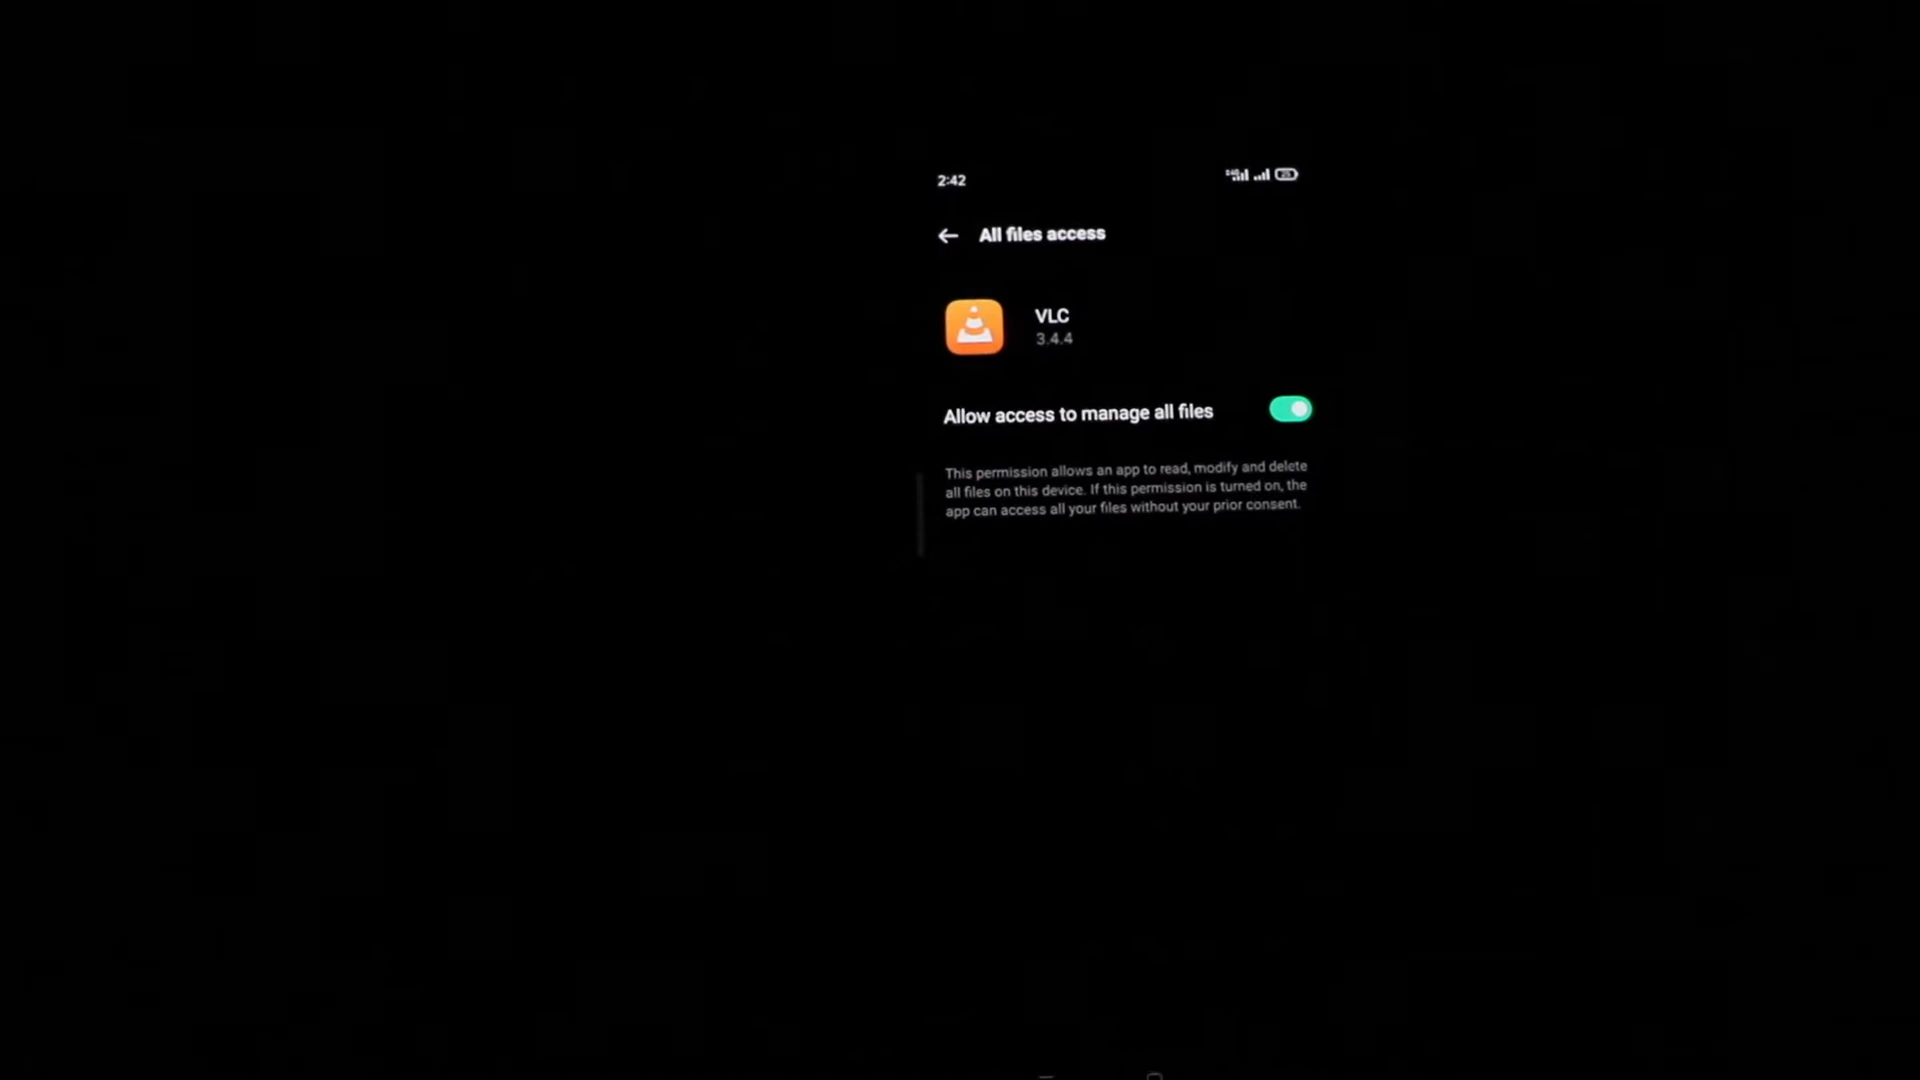 2:42
All files access
VLC
3.4.4
Allow access to manage all files
This permission allows an app to read, modify and delete
all files on this device. If this permission is turned on, the
app can access all your files without your prior consent.